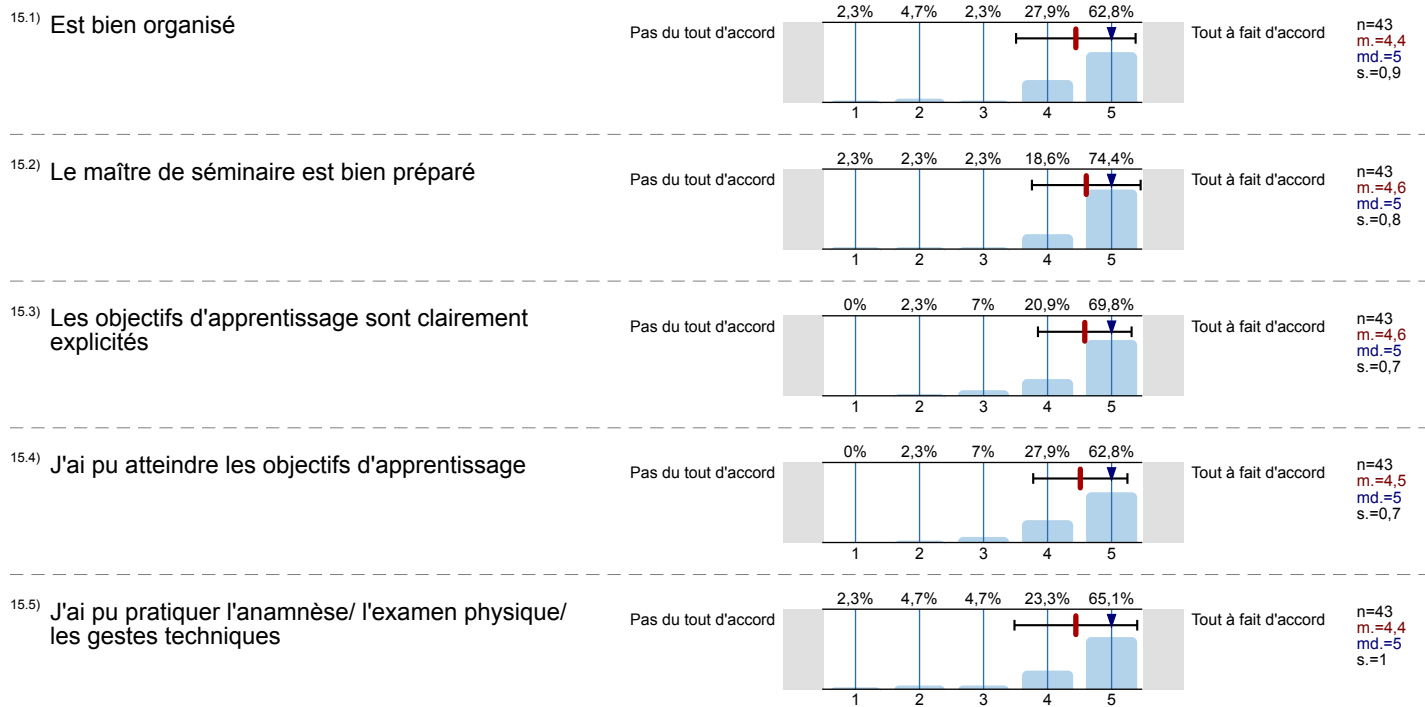 15.1) Est bien organisé
Pas du tout d'accord
2,3% 4,7% 2,3% 27,9% 62,8%
1 2 3 4 5
Tout à fait d'accord
n=43
m.=4,4
md.=5
s.=0,9
15.2) Le maître de séminaire est bien préparé
Pas du tout d'accord
2,3% 2,3% 2,3% 18,6% 74,4%
1 2 3 4 5
Tout à fait d'accord
n=43
m.=4,6
md.=5
s.=0,8
15.3) Les objectifs d'apprentissage sont clairement
explicités
Pas du tout d'accord
0% 2,3% 7% 20,9% 69,8%
1 2 3 4 5
Tout à fait d'accord
n=43
m.=4,6
md.=5
s.=0,7
15.4) J'ai pu atteindre les objectifs d'apprentissage
Pas du tout d'accord
0% 2,3% 7% 27,9% 62,8%
1 2 3 4 5
Tout à fait d'accord
n=43
m.=4,5
md.=5
s.=0,7
15.5) J'ai pu pratiquer l'anamnèse/ l'examen physique/
les gestes techniques
Pas du tout d'accord
2,3% 4,7% 4,7% 23,3% 65,1%
1 2 3 4 5
Tout à fait d'accord
n=43
m.=4,4
md.=5
s.=1